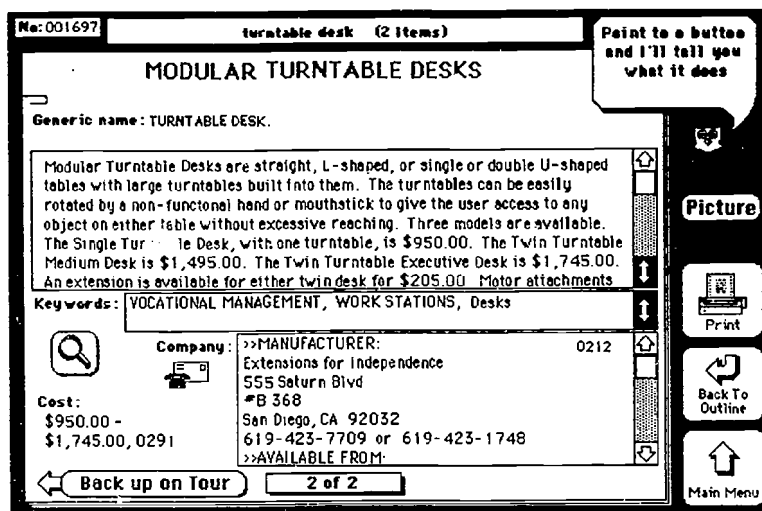 No: 001697
turntable desk (2 Items)
Point to a button
and I'll tell you
what it does
MODULAR TURNTABLE DESKS
Generic name: TURNTABLE DESK.
Modular Turntable Desks are straight, L-shaped, or single or double U-shaped
tables with large turntables built into them. The turntables can be easily
rotated by a non-functonal hand or mouthstick to give the user access to any
object on either table without excessive reaching. Three models are available.
The Single Tur le Desk, with one turntable, is $950.00. The Twin Turntable
Medium Desk is $1,495.00. The Twin Turntable Executive Desk is $1,745.00.
An extension is available for either twin desk for $205.00 Motor attachments
Picture
Keywords: VOCATIONAL MANAGEMENT, WORK STATIONS, Desks
Print
Company: >>MANUFACTURER: 0212
Extensions for Independence
555 Saturn Blvd
#B 368
San Diego, CA 92032
619-423-7709 or 619-423-1748
>>AVAILABLE FROM:
Cost:
$950.00 -
$1,745.00, 0291
Back To
Outline
Back up on Tour
2 of 2
Main Menu